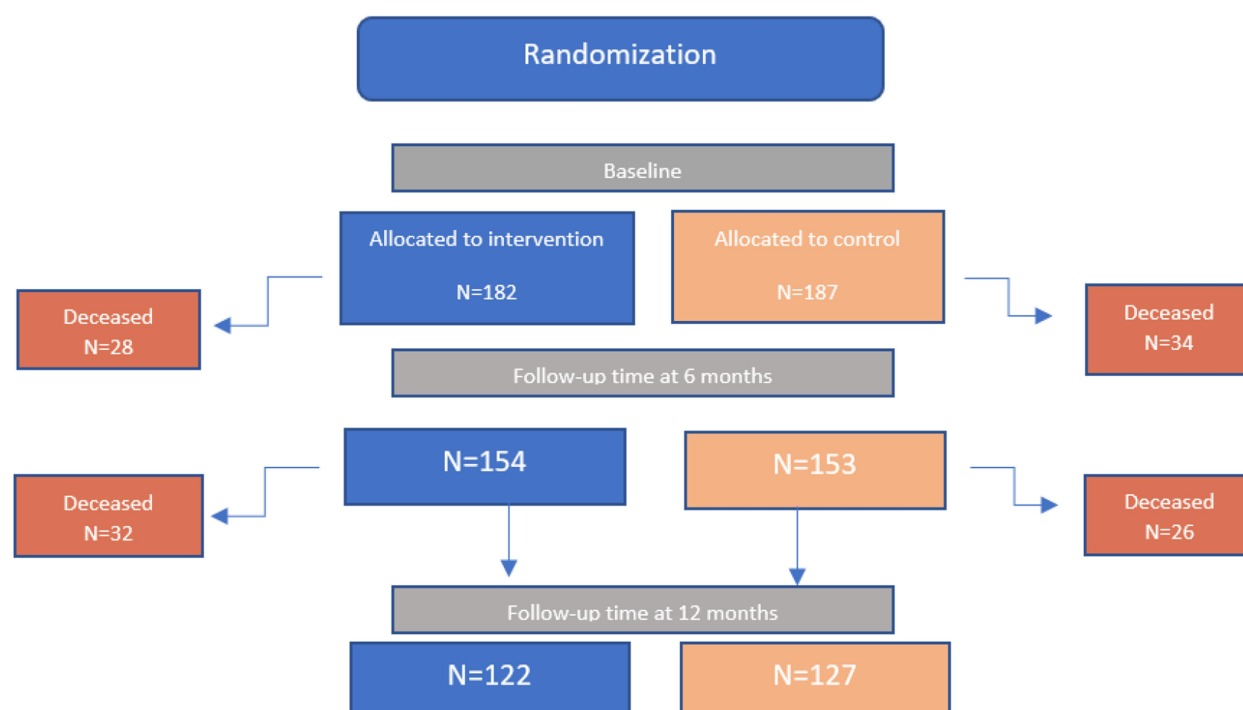 Randomization
Baseline
Allocated to intervention
N=182
Allocated to control
N=187
Deceased
N=28
Deceased
N=34
Follow-up time at 6 months
N=154
N=153
Deceased
N=32
Deceased
N=26
Follow-up time at 12 months
N=122
N=127